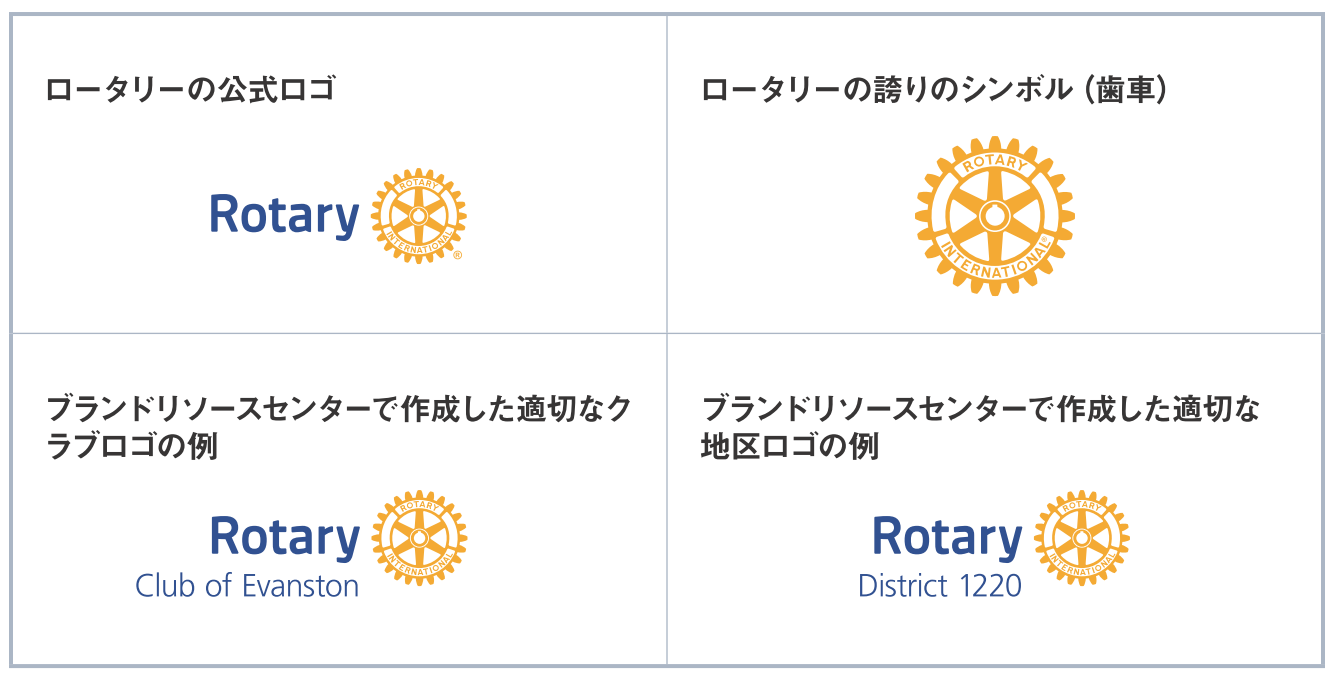 ロータリーの公式ロゴ
Rotary
ROTARY
INTERNATIONAL
®
ロータリーの誇りのシンボル（歯車）
ROTARY
INTERNATIONAL®
ブランドリソースセンターで作成した適切なク
ラブロゴの例
Rotary
Club of Evanston
ROTARY
INTERNATIONAL
ブランドリソースセンターで作成した適切な
地区ロゴの例
Rotary
District 1220
ROTARY
INTERNATIONAL